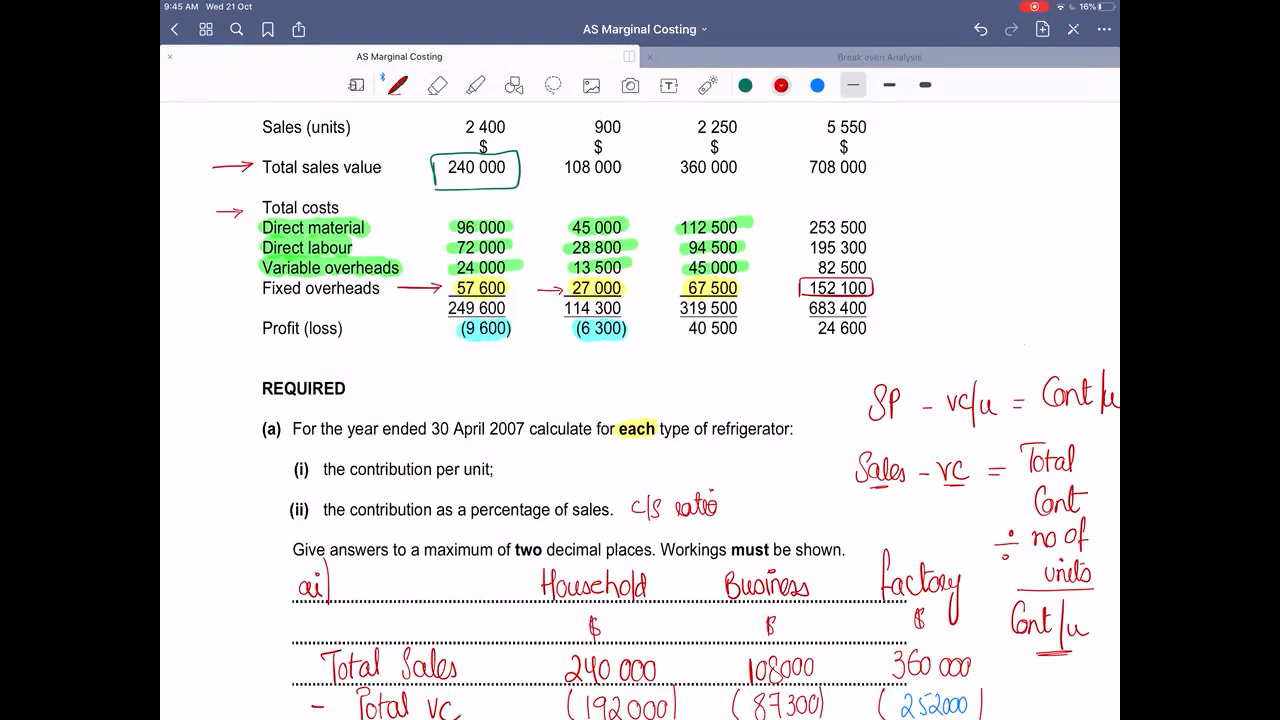 9:45 AM Wed 21 Oct
16%
AS Marginal Costing
AS Marginal Costing
Break even Analysis
Sales (units) 2 400 900 2 250 5 550
$ $ $ $
Total sales value 240 000 108 000 360 000 708 000
Total costs
Direct material 96 000 45 000 112 500 253 500
Direct labour 72 000 28 800 94 500 195 300
Variable overheads 24 000 13 500 45 000 82 500
Fixed overheads 57 600 27 000 67 500 152 100
249 600 114 300 319 500 683 400
Profit (loss) (9 600) (6 300) 40 500 24 600
REQUIRED
SP - VC/u = Cont/u
(a) For the year ended 30 April 2007 calculate for each type of refrigerator:
(i) the contribution per unit;
Sales - VC = Total
Cont
(ii) the contribution as a percentage of sales. C/S ratio
÷ no of
units
Cont/u
Give answers to a maximum of two decimal places. Workings must be shown.
ai) Household Business Factory
$ $ $
Total Sales 240 000 108000 360 000
- Total VC (192 000) (87300) (252000)